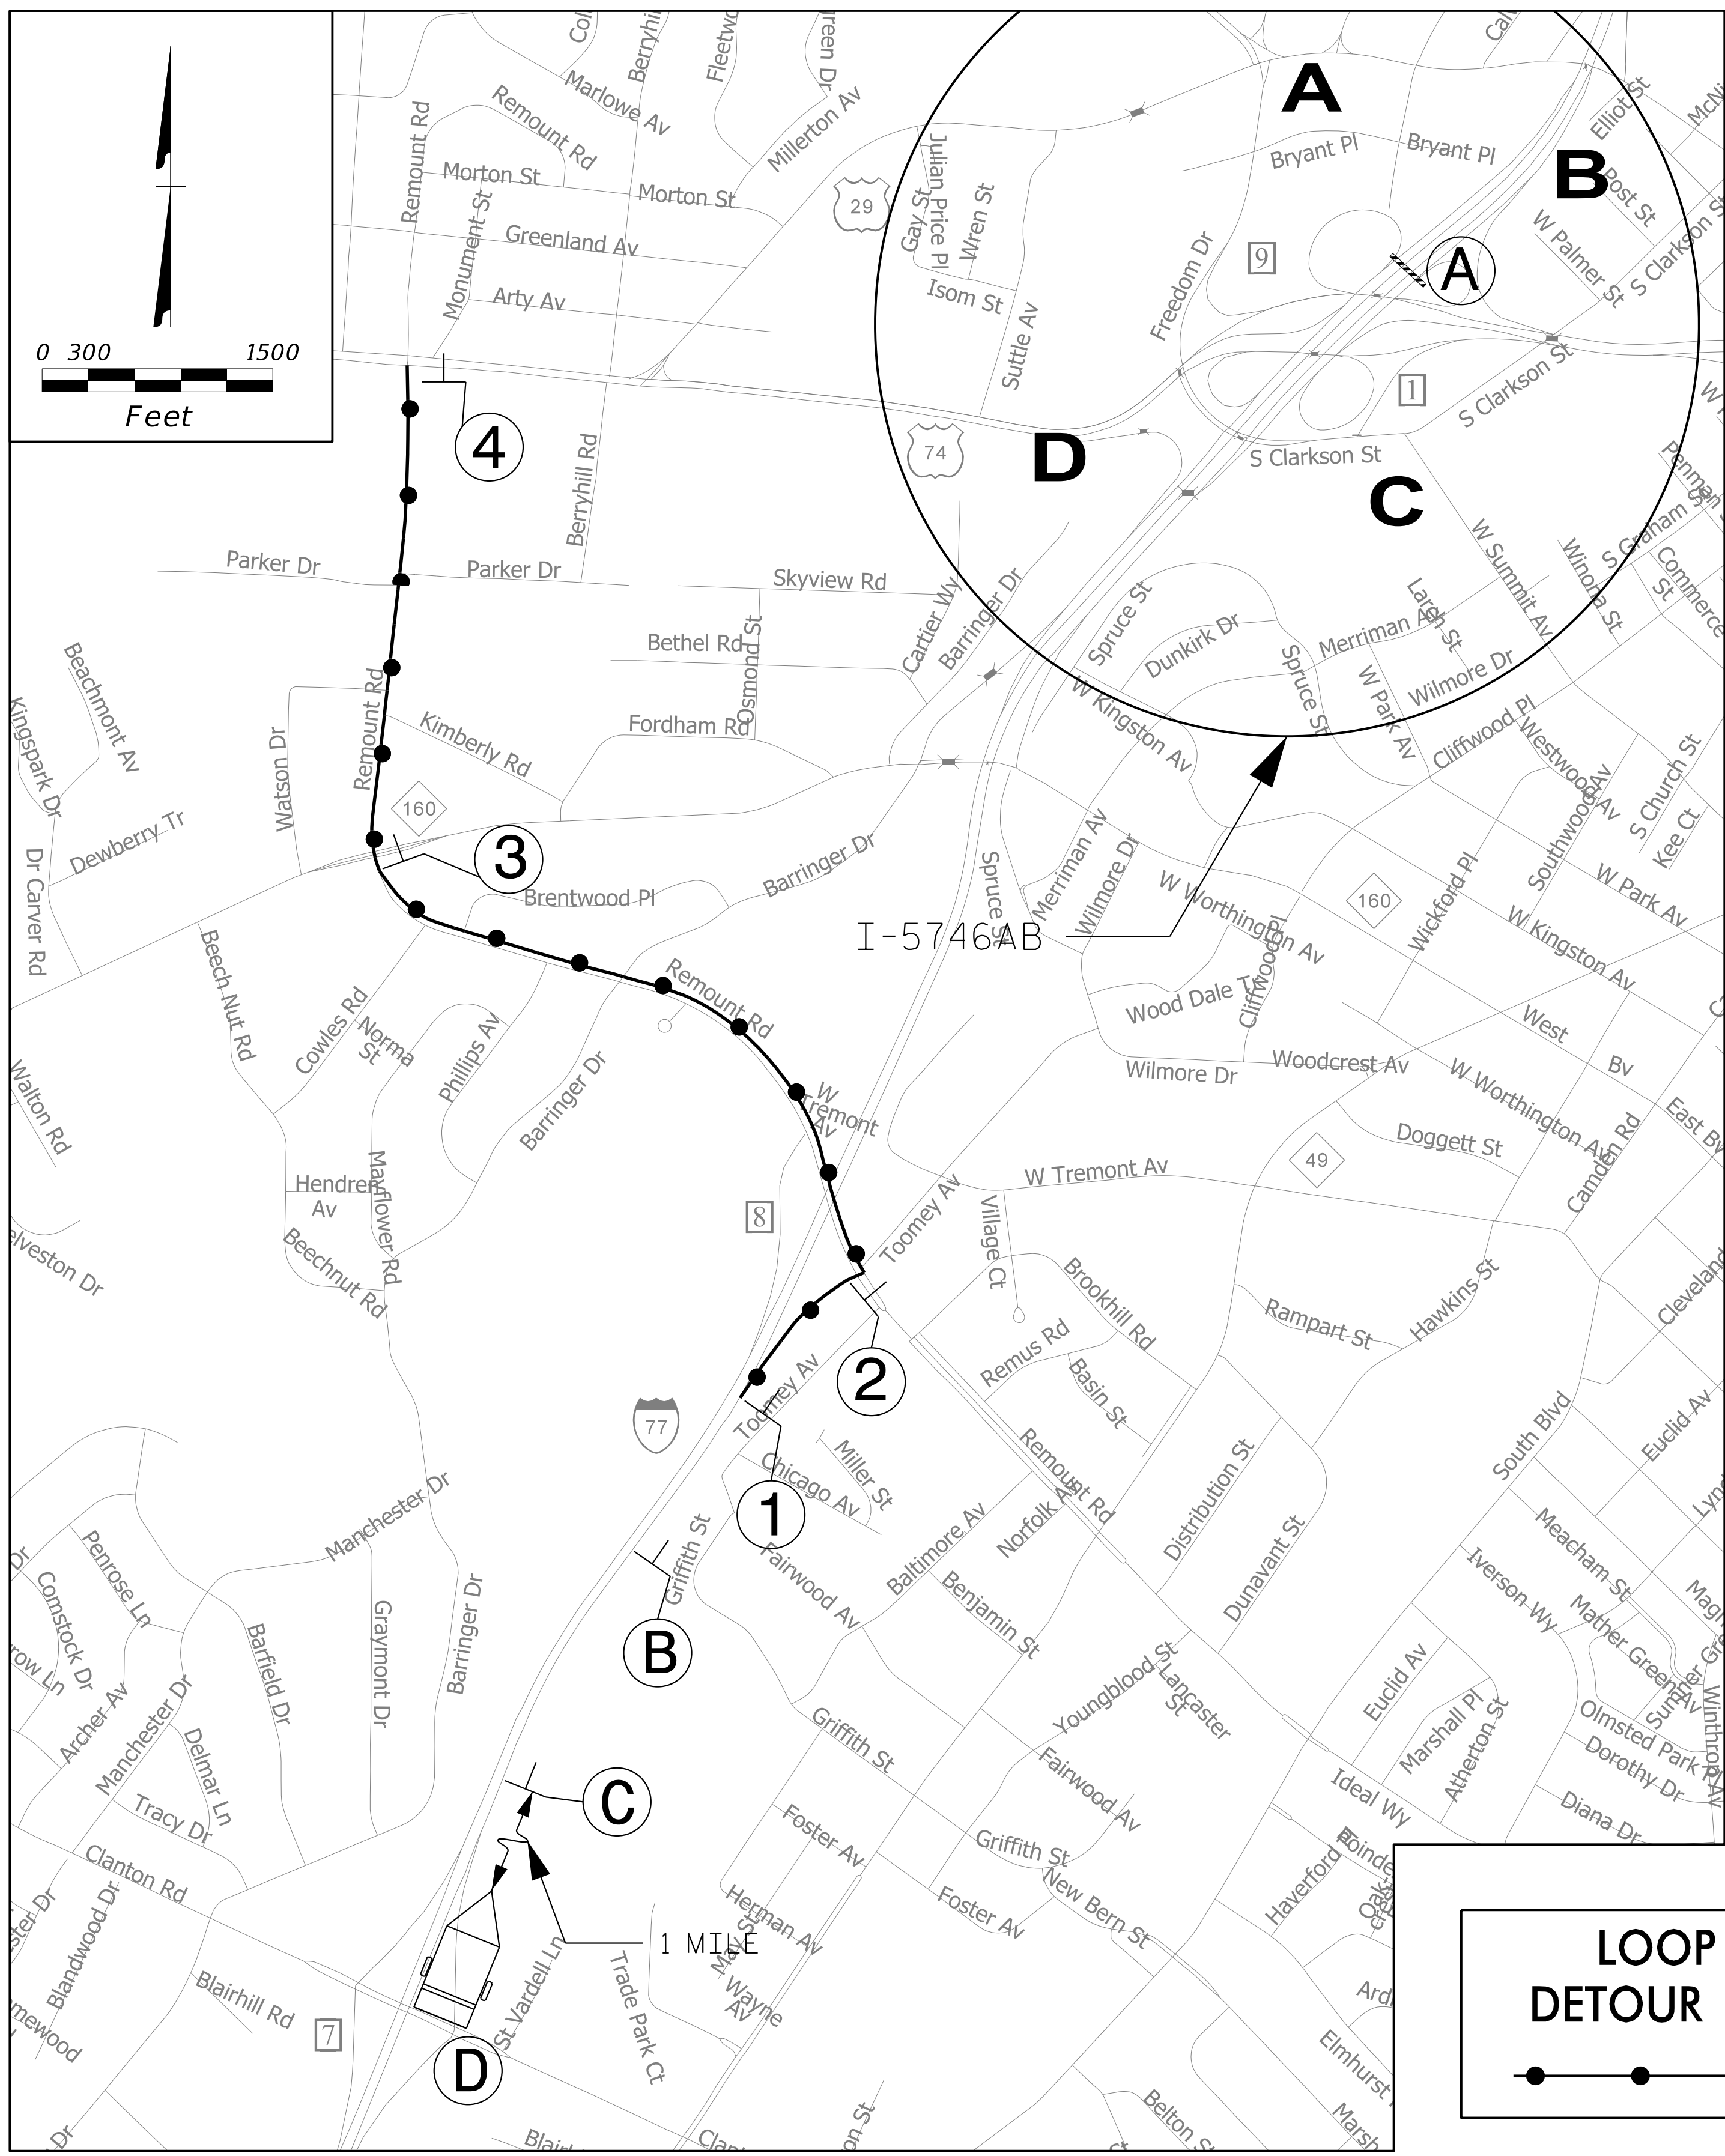 0 300 1500
Feet
Remount Rd
Marlowe Av
Remount Rd
Millerton Av
Morton St
Morton St
Monument St
Greenland Av
Arty Av
29
Julian Price Pl
Gay St
Wren St
Isom St
Suttle Av
Freedom Dr
A
Bryant Pl
Bryant Pl
Elliot St
B
Post St
W Palmer St
S Clarkson St
9
A
1
S Clarkson St
S Clarkson St
4
74
D
C
Berryhill Rd
Parker Dr
Parker Dr
Skyview Rd
Cartier Wy
Barringer Dr
Spruce St
Dunkirk Dr
W Summit Av
Larch St
Winona St
S Graham St
Commerce
St
Merriman Av
Wilmore Dr
Bethel Rd
Osmond St
Fordham Rd
Beachmont Av
Kingspark Dr
Watson Dr
Remount Rd
Kimberly Rd
W Kingston Av
Spruce St
W Park Av
Cliffwood Pl
Westwood Av
Southwood Av
S Church St
Kee Ct
160
Dewberry Tr
Dr Carver Rd
3
Brentwood Pl
Barringer Dr
Spruce St
Merriman Av
Wilmore Dr
W Worthington Av
160
Wickford Pl
W Park Av
W Kingston Av
I-5746AB
Beech Nut Rd
Cowles Rd
Norma
St
Phillips Av
Remount Rd
Barringer Dr
W
Tremont
Av
Wood Dale Tr
Cliffwood Pl
Wilmore Dr
Woodcrest Av
West
Bv
W Worthington Av
Camden Rd
East Bv
Doggett St
49
W Tremont Av
Walton Rd
Hendren
Av
Mayflower Rd
Beechnut Rd
8
Toomey Av
Village Ct
Brookhill Rd
Rampart St
Hawkins St
Cleveland
2
Remus Rd
Basin St
Toomey Av
77
Chicago Av
Miller St
1
Remount Rd
Norfolk Av
Distribution St
Dunavant St
South Blvd
Euclid Av
Manchester Dr
Griffith St
Fairwood Av
Baltimore Av
Benjamin St
Meacham St
Iverson Wy
Mather Green Av
Penrose Ln
Comstock Dr
B
Barfield Dr
Graymont Dr
Barringer Dr
Archer Av
Manchester Dr
Delmar Ln
Tracy Dr
Youngblood St
Lancaster
St
Euclid Av
Marshall Pl
Atherton St
Olmsted Park Pl
Dorothy Dr
Winthrop Av
Diana Dr
Griffith St
Fairwood Av
Ideal Wy
C
Clanton Rd
Blandwood Dr
Blairhill Rd
7
Foster Av
Griffith St
Foster Av
New Bern St
Herman Av
May St
Wayne
Av
1 MILE
St Vardell Ln
Trade Park Ct
D
Belton St
LOOP
DETOUR